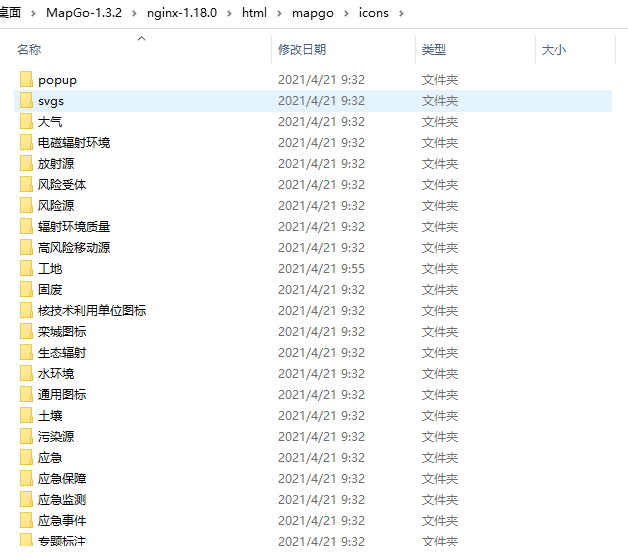 桌面 > MapGo-1.3.2 > nginx-1.18.0 > html > mapgo > icons >
名称 修改日期 类型 大小
popup 2021/4/21 9:32 文件夹
svgs 2021/4/21 9:32 文件夹
大气 2021/4/21 9:32 文件夹
电磁辐射环境 2021/4/21 9:32 文件夹
放射源 2021/4/21 9:32 文件夹
风险受体 2021/4/21 9:32 文件夹
风险源 2021/4/21 9:32 文件夹
辐射环境质量 2021/4/21 9:32 文件夹
高风险移动源 2021/4/21 9:32 文件夹
工地 2021/4/21 9:55 文件夹
固废 2021/4/21 9:32 文件夹
核技术利用单位图标 2021/4/21 9:32 文件夹
栾城图标 2021/4/21 9:32 文件夹
生态辐射 2021/4/21 9:32 文件夹
水环境 2021/4/21 9:32 文件夹
通用图标 2021/4/21 9:32 文件夹
土壤 2021/4/21 9:32 文件夹
污染源 2021/4/21 9:32 文件夹
应急 2021/4/21 9:32 文件夹
应急保障 2021/4/21 9:32 文件夹
应急监测 2021/4/21 9:32 文件夹
应急事件 2021/4/21 9:32 文件夹
专题标注 2021/4/21 9:32 文件夹